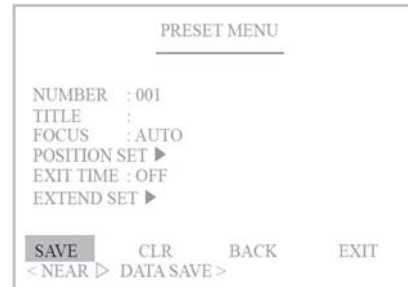 PRESET MENU
NUMBER : 001
TITLE :
FOCUS : AUTO
POSITION SET ▶
EXIT TIME : OFF
EXTEND SET ▶
SAVE CLR BACK EXIT
< NEAR ▷ DATA SAVE >